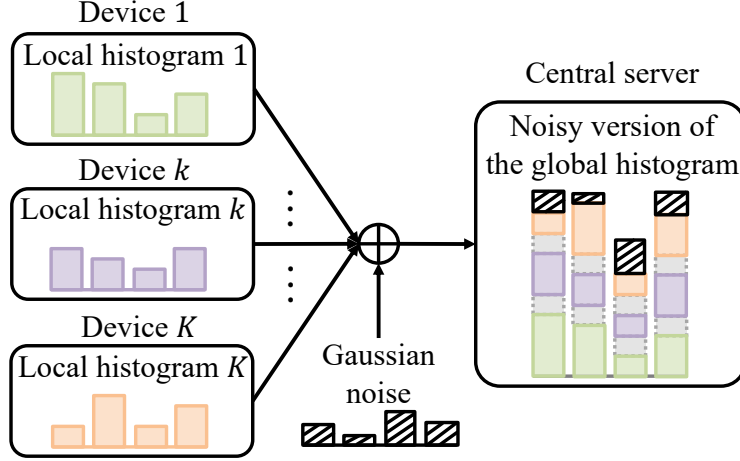 Device 1
Local histogram 1
Device k
Local histogram k
Device K
Local histogram K
Gaussian
noise
Central server
Noisy version of
the global histogram